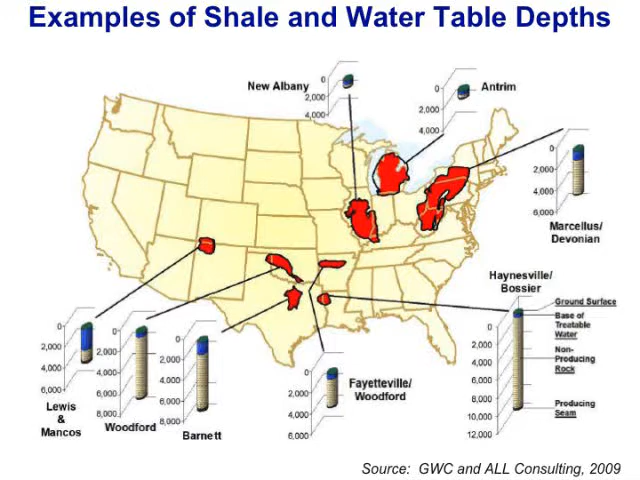 Examples of Shale and Water Table Depths
New Albany
0
2,000
4,000
Antrim
0
2,000
4,000
0
2,000
4,000
6,000
Marcellus/
Devonian
Haynesville/
Bossier
Ground Surface
Base of
Treatable
Water
Non-
Producing
Rock
Producing
Seam
0
2,000
4,000
6,000
8,000
10,000
12,000
0
2,000
4,000
6,000
Lewis
&
Mancos
0
2,000
4,000
6,000
8,000
Woodford
0
2,000
4,000
6,000
8,000
Barnett
0
2,000
4,000
6,000
Fayetteville/
Woodford
Source: GWC and ALL Consulting, 2009